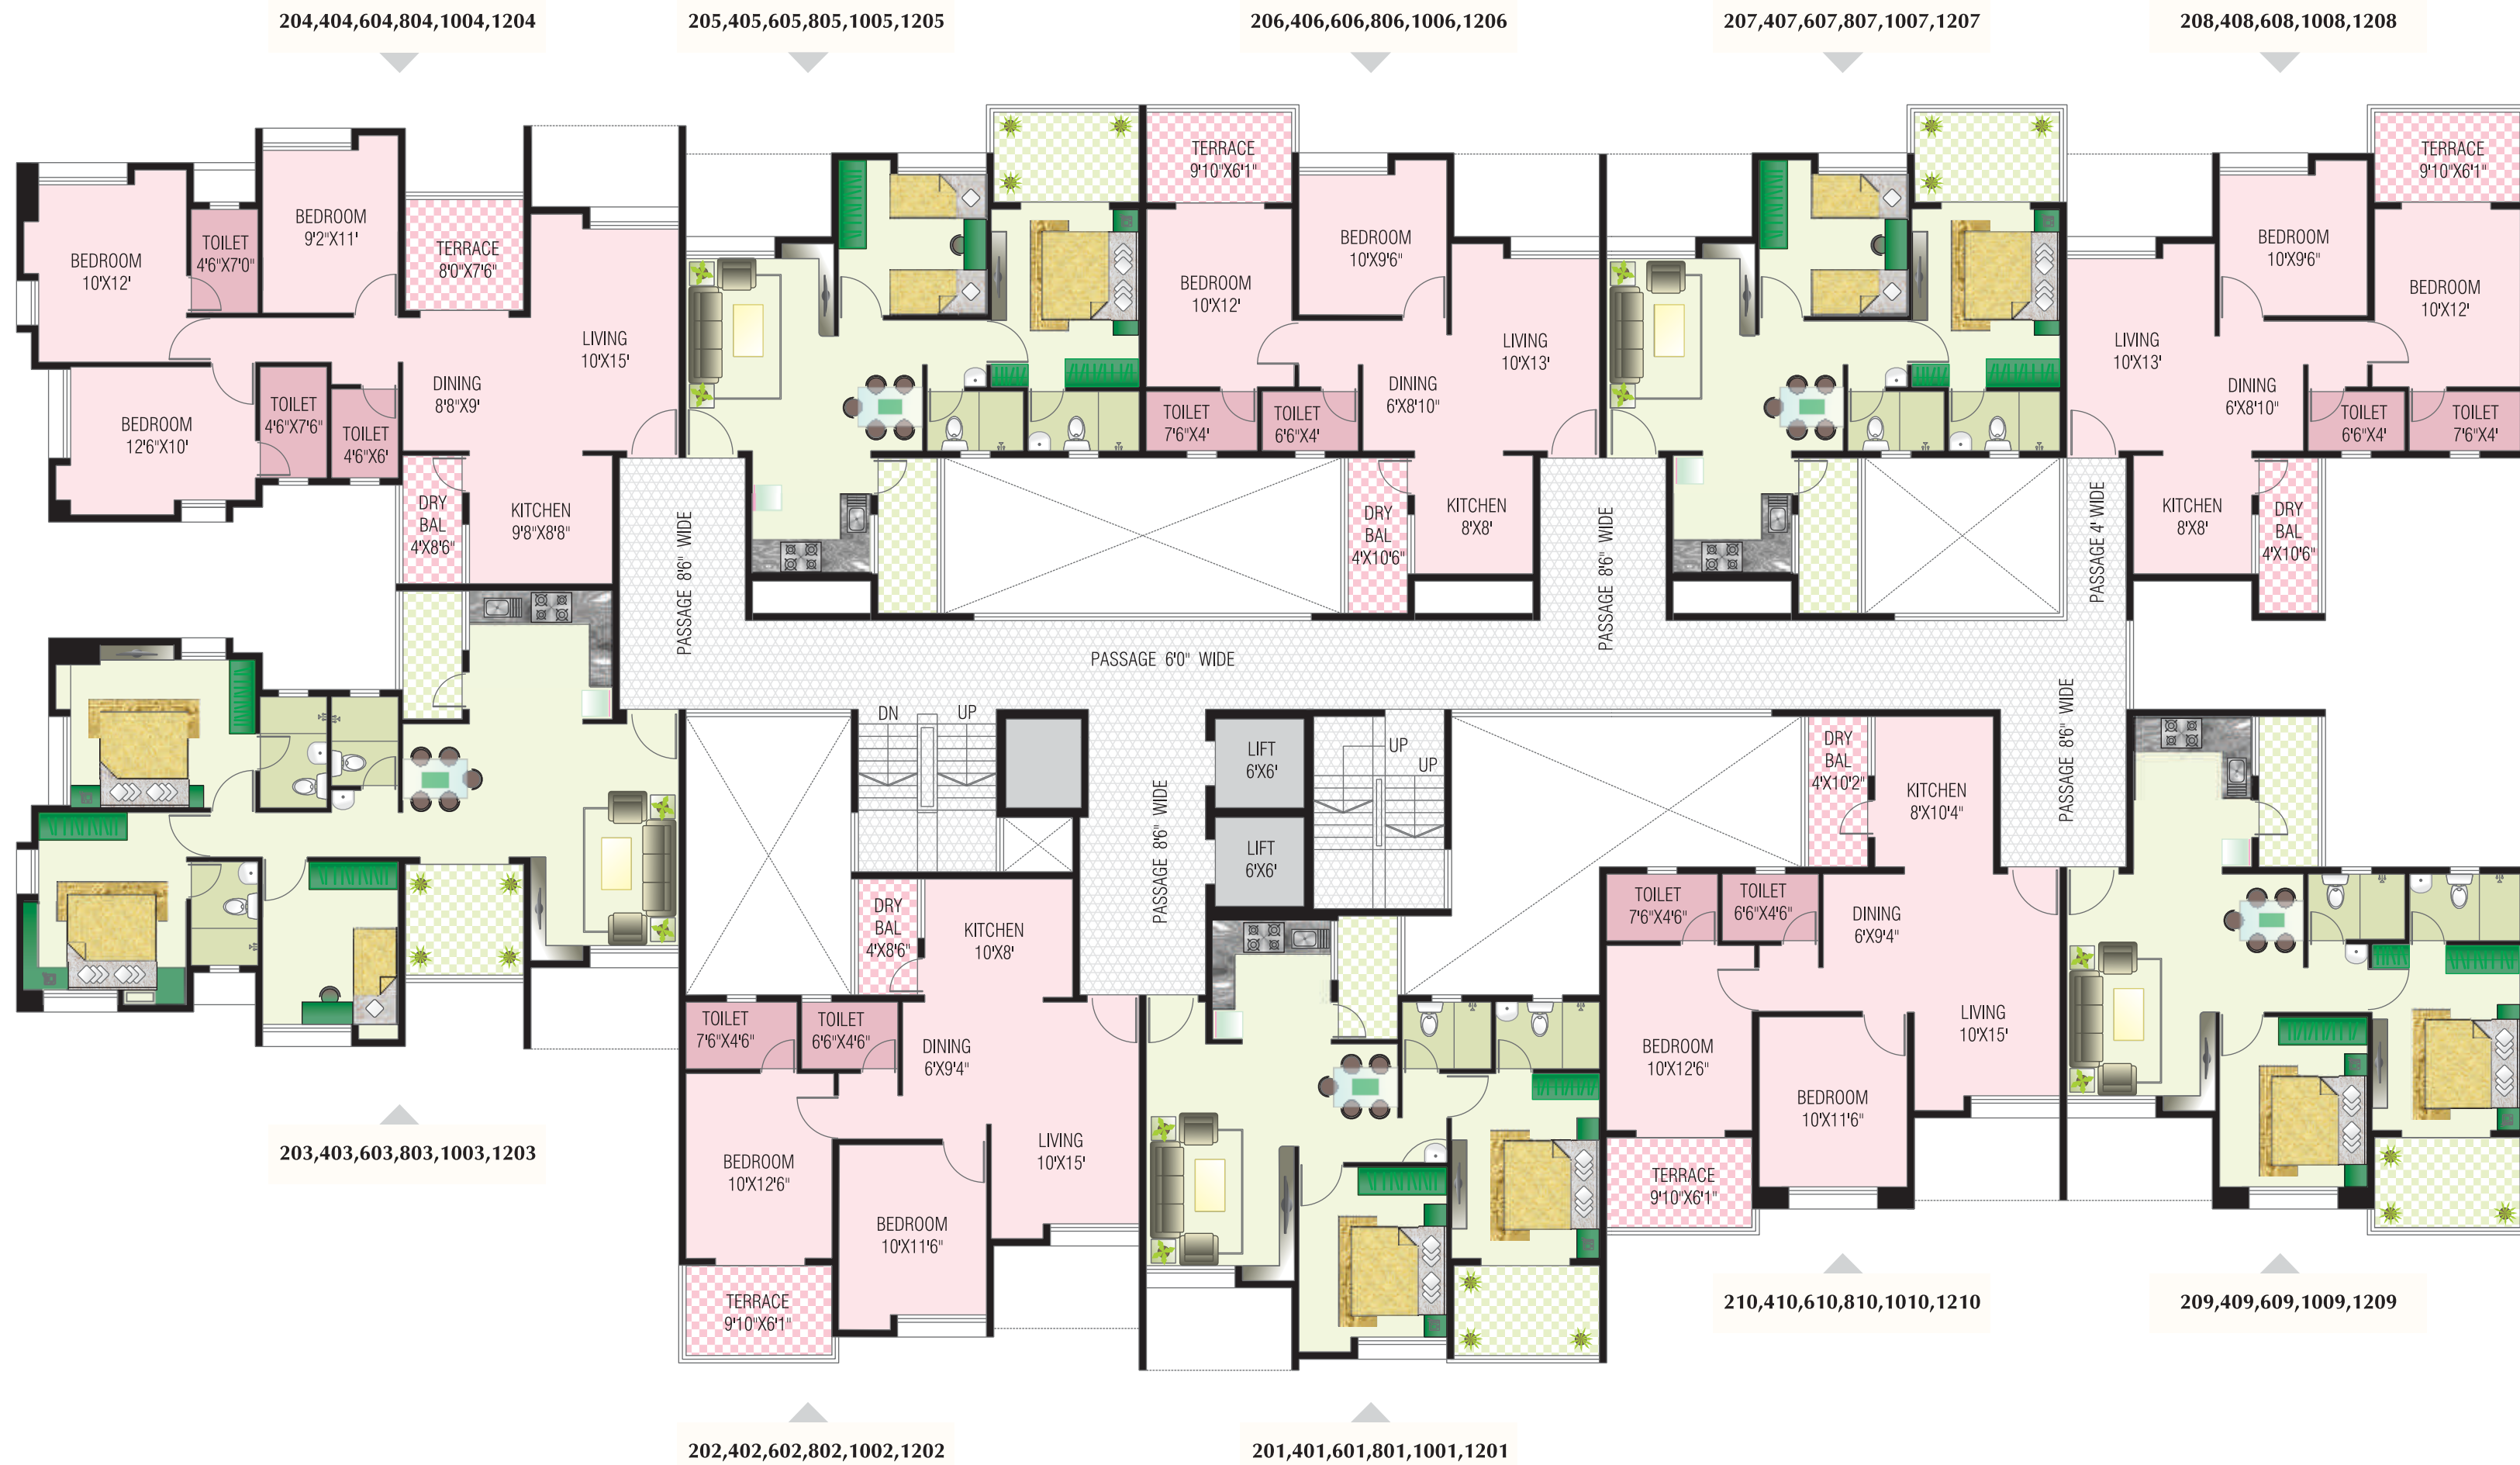 204,404,604,804,1004,1204
205,405,605,805,1005,1205
206,406,606,806,1006,1206
207,407,607,807,1007,1207
208,408,608,1008,1208
BEDROOM
10'X12'
TOILET
4'6"X7'0"
BEDROOM
9'2"X11'
TERRACE
8'0"X7'6"
LIVING
10'X15'
BEDROOM
12'6"X10'
TOILET
4'6"X7'6"
TOILET
4'6"X6'
DINING
8'8"X9'
DRY
BAL
4'X8'6"
KITCHEN
9'8"X8'8"
PASSAGE 8'6" WIDE
TERRACE
9'10"X6'1"
BEDROOM
10'X12'
BEDROOM
10'X9'6"
LIVING
10'X13'
DINING
6'X8'10"
TOILET
7'6"X4'
TOILET
6'6"X4'
DRY
BAL
4'X10'6"
KITCHEN
8'X8'
PASSAGE 8'6" WIDE
TERRACE
9'10"X6'1"
BEDROOM
10'X9'6"
BEDROOM
10'X12'
LIVING
10'X13'
DINING
6'X8'10"
TOILET
6'6"X4'
TOILET
7'6"X4'
PASSAGE 4' WIDE
KITCHEN
8'X8'
DRY
BAL
4'X10'6"
PASSAGE 6'0" WIDE
DN
UP
LIFT
6'X6'
LIFT
6'X6'
UP
UP
PASSAGE 8'6" WIDE
PASSAGE 8'6" WIDE
DRY
BAL
4'X10'2"
KITCHEN
8'X10'4"
TOILET
7'6"X4'6"
TOILET
6'6"X4'6"
DINING
6'X9'4"
LIVING
10'X15'
BEDROOM
10'X12'6"
BEDROOM
10'X11'6"
TERRACE
9'10"X6'1"
DRY
BAL
4'X8'6"
KITCHEN
10'X8'
TOILET
7'6"X4'6"
TOILET
6'6"X4'6"
DINING
6'X9'4"
LIVING
10'X15'
BEDROOM
10'X12'6"
BEDROOM
10'X11'6"
TERRACE
9'10"X6'1"
203,403,603,803,1003,1203
210,410,610,810,1010,1210
209,409,609,1009,1209
202,402,602,802,1002,1202
201,401,601,801,1001,1201